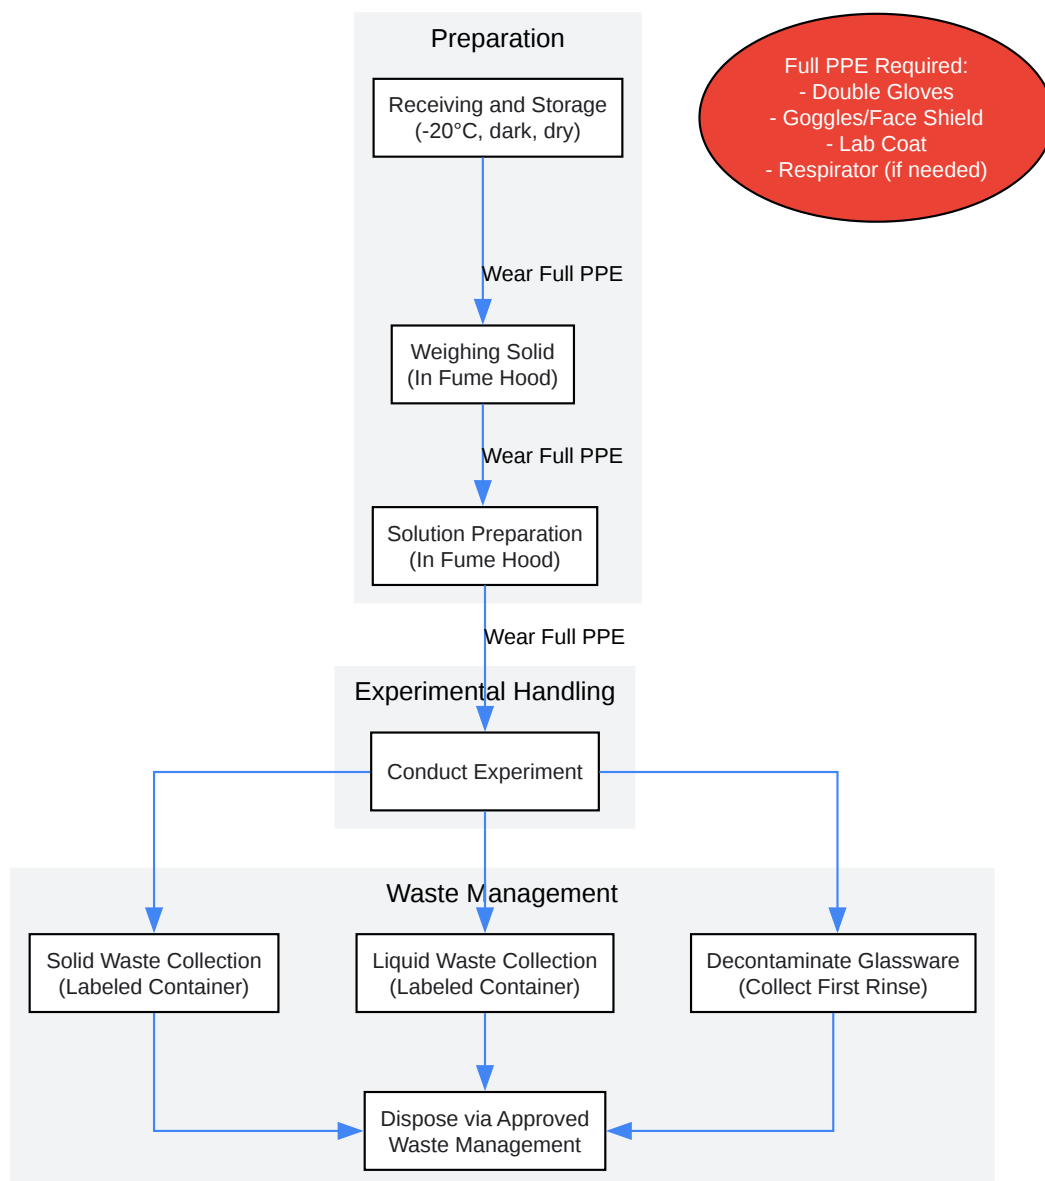 Preparation
Receiving and Storage
(-20°C, dark, dry)
Full PPE Required:
- Double Gloves
- Goggles/Face Shield
- Lab Coat
- Respirator (if needed)
Wear Full PPE
Weighing Solid
(In Fume Hood)
Wear Full PPE
Solution Preparation
(In Fume Hood)
Wear Full PPE
Experimental Handling
Conduct Experiment
Waste Management
Solid Waste Collection
(Labeled Container)
Liquid Waste Collection
(Labeled Container)
Decontaminate Glassware
(Collect First Rinse)
Dispose via Approved
Waste Management